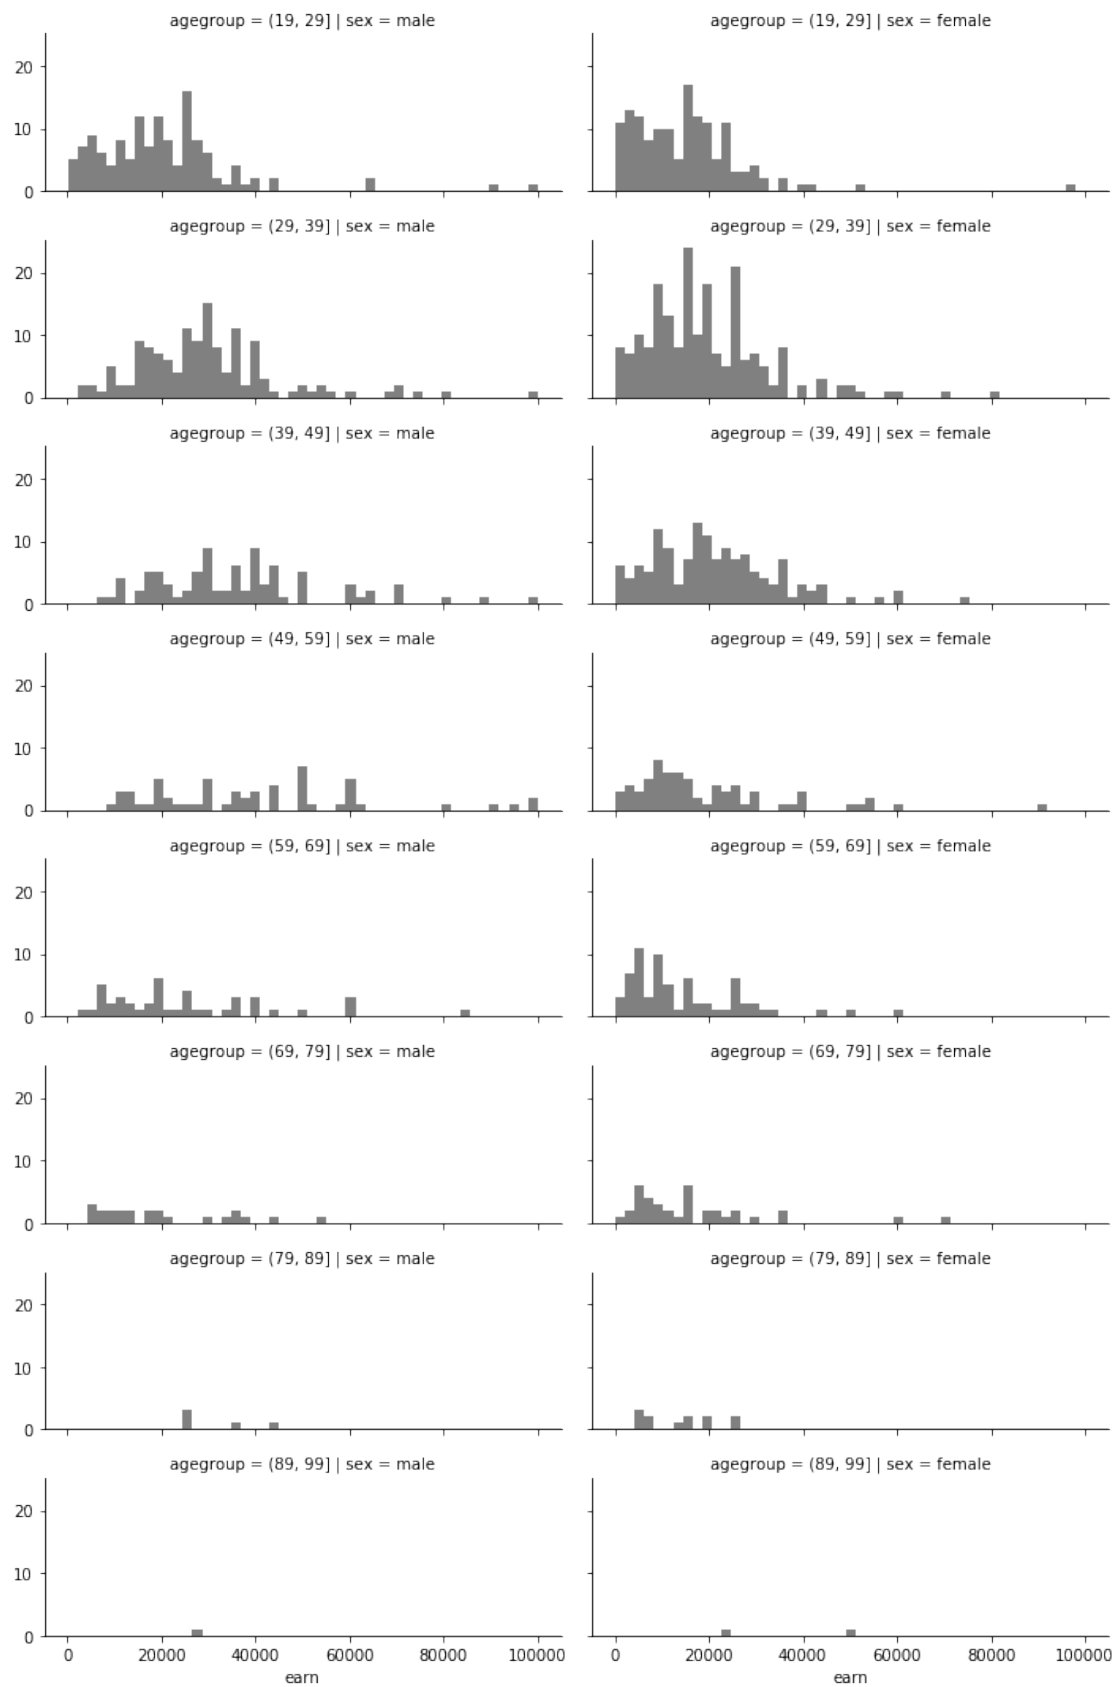 agegroup = (19, 29] | sex = male
agegroup = (19, 29] | sex = female
20
10
0
agegroup = (29, 39] | sex = male
agegroup = (29, 39] | sex = female
20
10
0
agegroup = (39, 49] | sex = male
agegroup = (39, 49] | sex = female
20
10
0
agegroup = (49, 59] | sex = male
agegroup = (49, 59] | sex = female
20
10
0
agegroup = (59, 69] | sex = male
agegroup = (59, 69] | sex = female
20
10
0
agegroup = (69, 79] | sex = male
agegroup = (69, 79] | sex = female
20
10
0
agegroup = (79, 89] | sex = male
agegroup = (79, 89] | sex = female
20
10
0
agegroup = (89, 99] | sex = male
agegroup = (89, 99] | sex = female
20
10
0
0 20000 40000 60000 80000 100000
0 20000 40000 60000 80000 100000
earn
earn